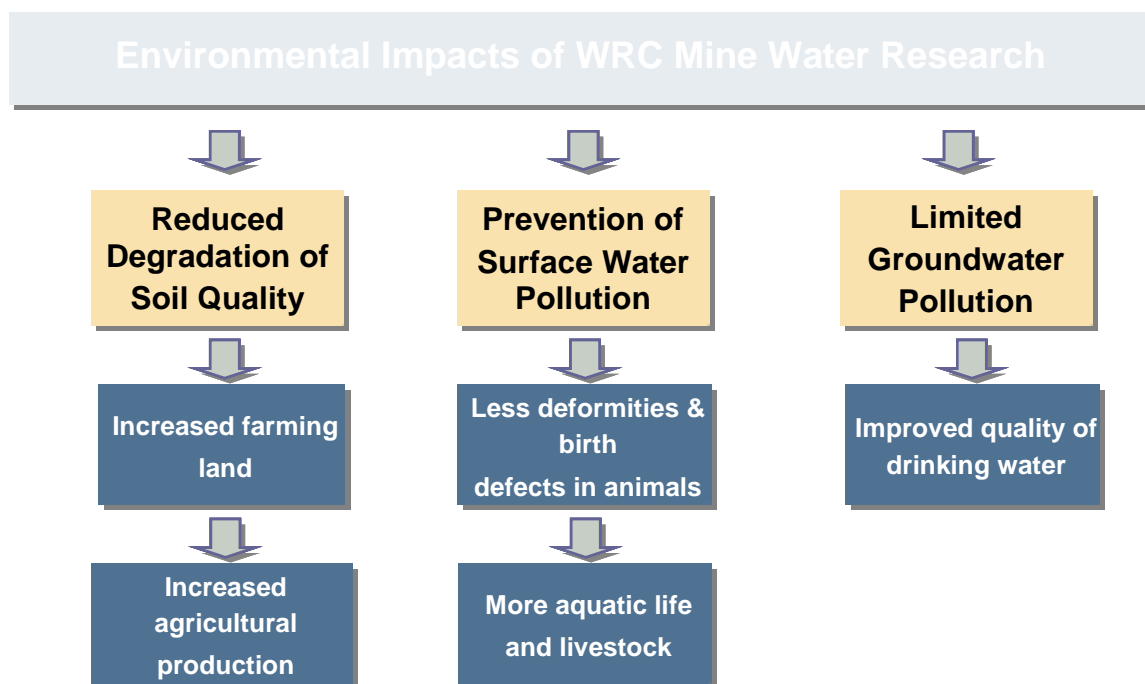 Environmental Impacts of WRC Mine Water Research
Reduced
Degradation of
Soil Quality
Prevention of
Surface Water
Pollution
Limited
Groundwater
Pollution
Increased farming
land
Less deformities &
birth
defects in animals
Improved quality of
drinking water
Increased
agricultural
production
More aquatic life
and livestock